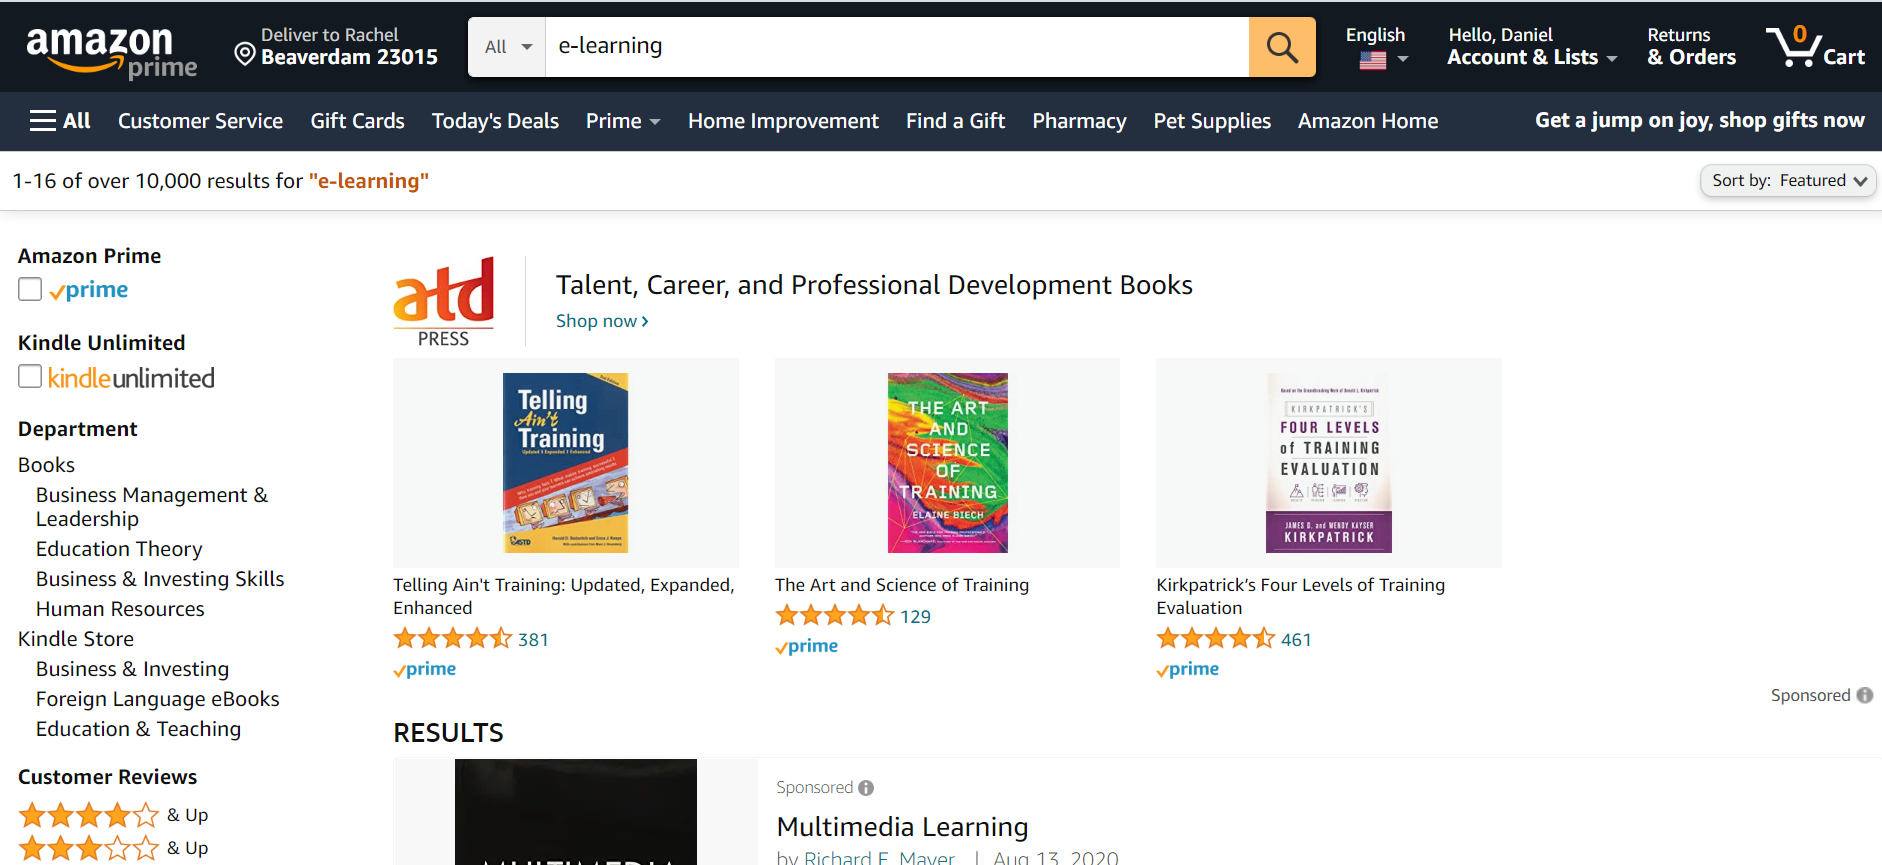 amazon prime
Deliver to Rachel
Beaverdam 23015
All
e-learning
English
Hello, Daniel
Account & Lists
Returns
& Orders
0
Cart
All
Customer Service
Gift Cards
Today's Deals
Prime
Home Improvement
Find a Gift
Pharmacy
Pet Supplies
Amazon Home
Get a jump on joy, shop gifts now
1-16 of over 10,000 results for "e-learning"
Sort by: Featured
Amazon Prime
prime
Kindle Unlimited
kindleunlimited
Department
Books
Business Management &
Leadership
Education Theory
Business & Investing Skills
Human Resources
Kindle Store
Business & Investing
Foreign Language eBooks
Education & Teaching
Customer Reviews
& Up
& Up
atd
PRESS
Talent, Career, and Professional Development Books
Shop now ›
Telling
Ain't
Training
Updated & Expanded & Enhanced
ASTD
Telling Ain't Training: Updated, Expanded,
Enhanced
381
prime
THE ART
AND
SCIENCE
OF
TRAINING
ELAINE BIECH
The Art and Science of Training
129
prime
KIRKPATRICK'S
FOUR LEVELS
of TRAINING
EVALUATION
JAMES D. and WENDY KAYSER
KIRKPATRICK
Kirkpatrick's Four Levels of Training
Evaluation
461
prime
Sponsored
RESULTS
MULTIMEDIA
Sponsored
Multimedia Learning
by Richard E. Mayer | Aug 13, 2020